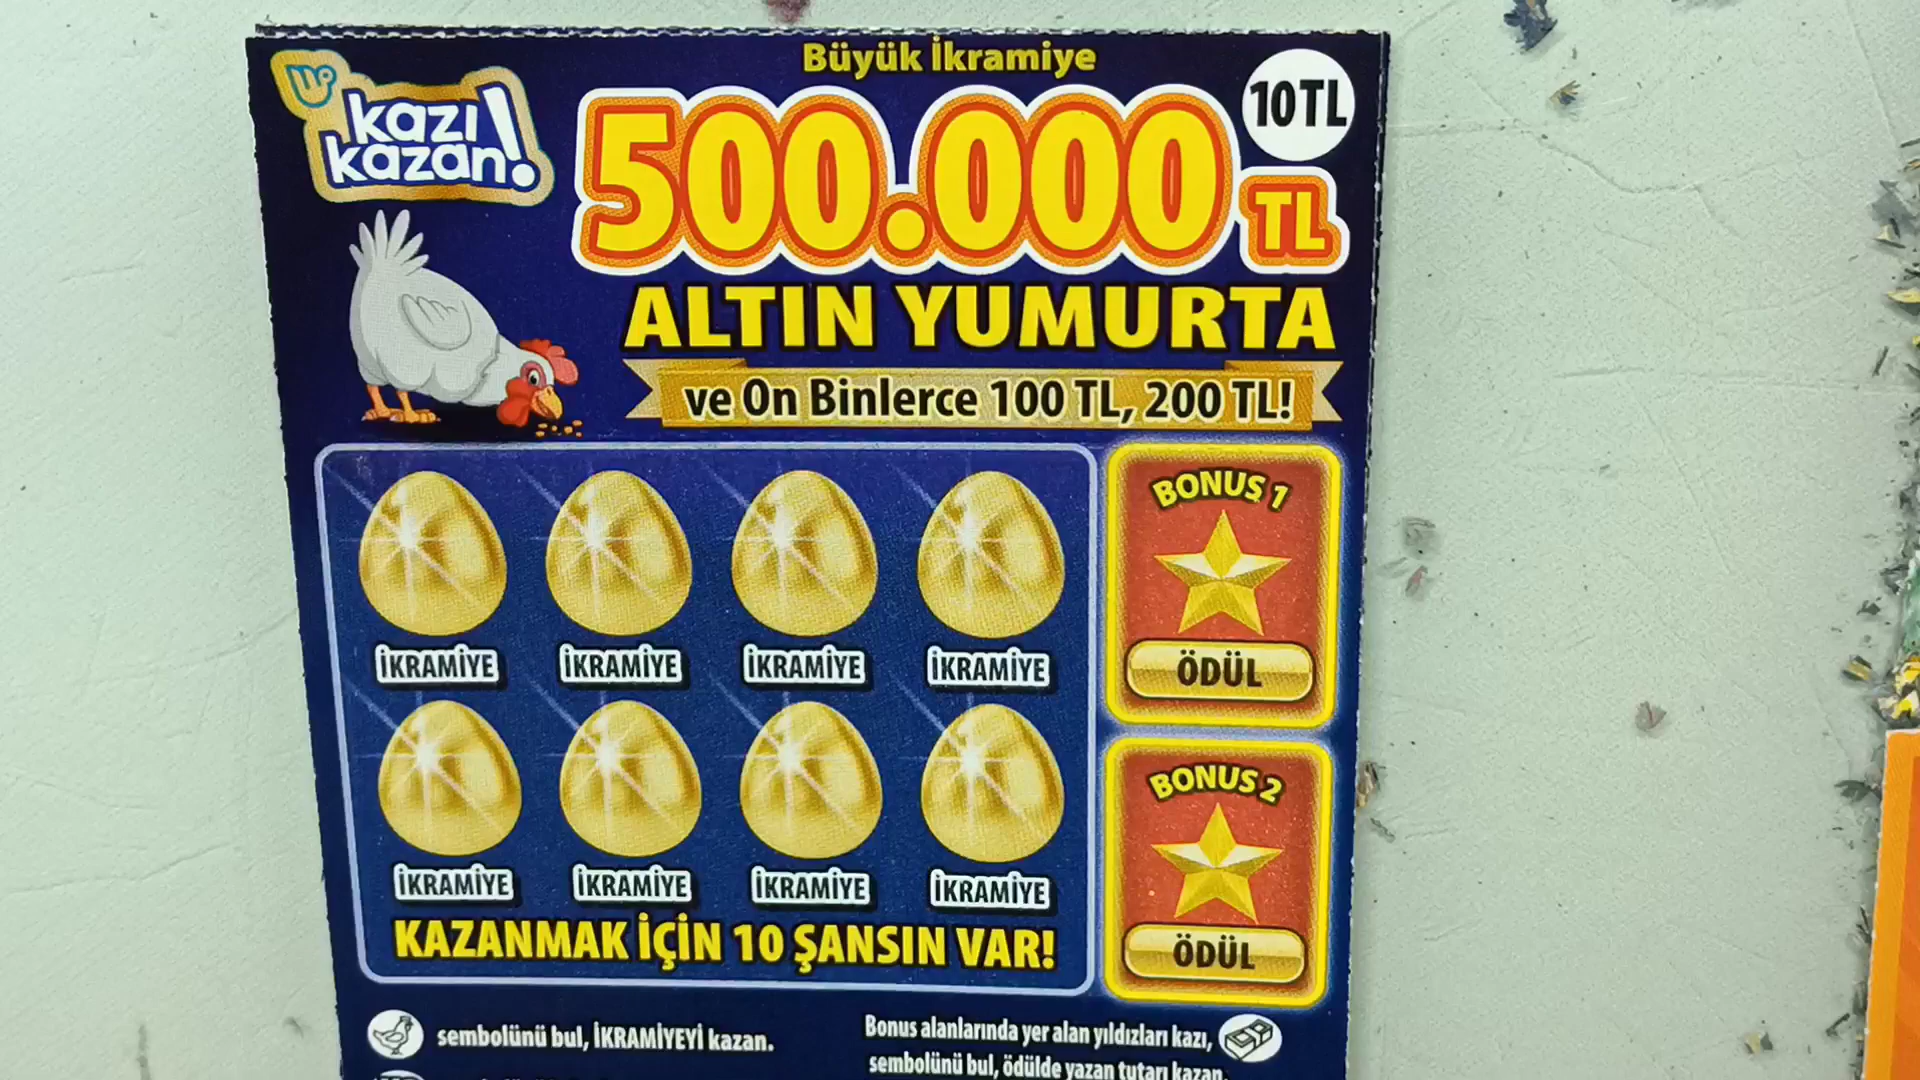 Büyük İkramiye
10 TL
kazı
kazan!
500.000 TL
ALTIN YUMURTA
ve On Binlerce 100 TL, 200 TL!
BONUS 1
ÖDÜL
İKRAMİYE İKRAMİYE İKRAMİYE İKRAMİYE
BONUS 2
ÖDÜL
İKRAMİYE İKRAMİYE İKRAMİYE İKRAMİYE
KAZANMAK İÇİN 10 ŞANSIN VAR!
sembolünü bul, İKRAMİYEYİ kazan.
Bonus alanlarında yer alan yıldızları kazı,
sembolünü bul, ödülde yazan tutarı kazan.